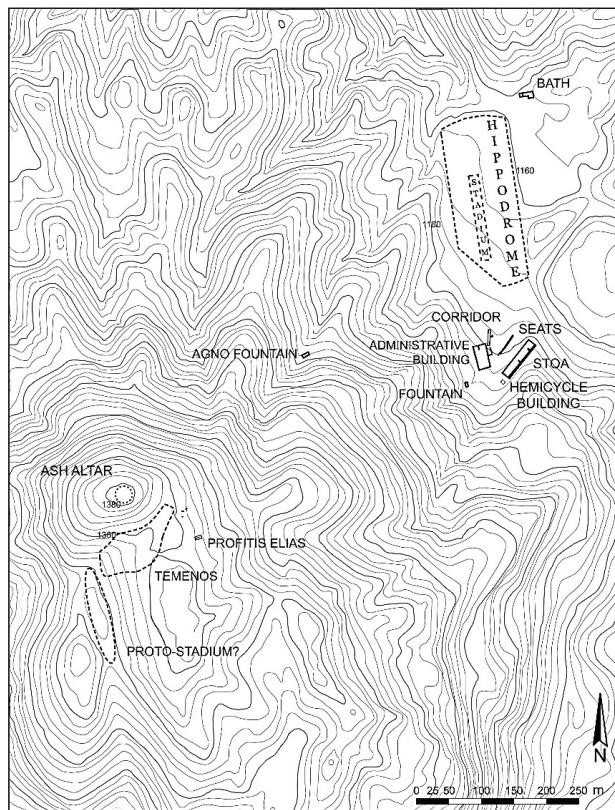 BATH
HIPPODROME
STADIUM
1160
1160
CORRIDOR
SEATS
ADMINISTRATIVE
BUILDING
STOA
AGNO FOUNTAIN
FOUNTAIN
HEMICYCLE
BUILDING
ASH ALTAR
1380
1360
PROFITIS ELIAS
TEMENOS
PROTO-STADIUM?
N
0 25 50 100 150 200 250
m